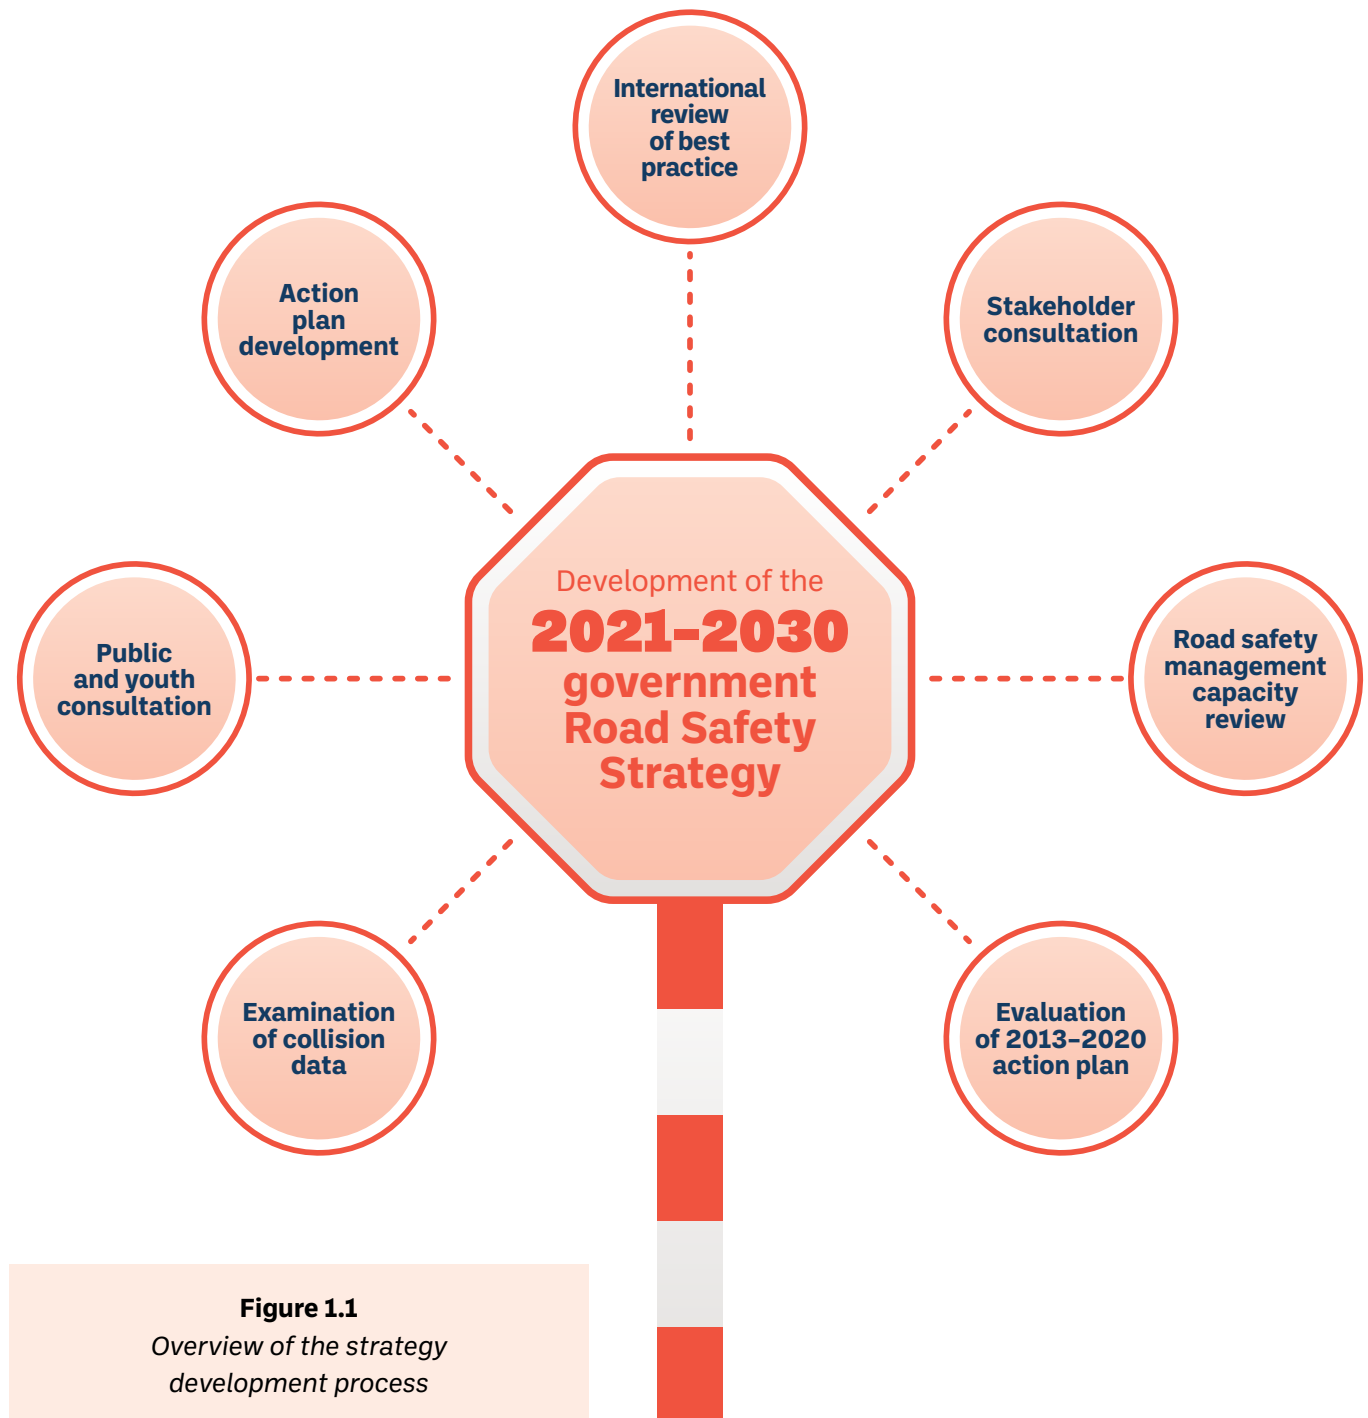 International
review
of best
practice
Action
plan
development
Stakeholder
consultation
Development of the
2021–2030
government
Road Safety
Strategy
Public
and youth
consultation
Road safety
management
capacity
review
Examination
of collision
data
Evaluation
of 2013–2020
action plan
Figure 1.1
Overview of the strategy
development process